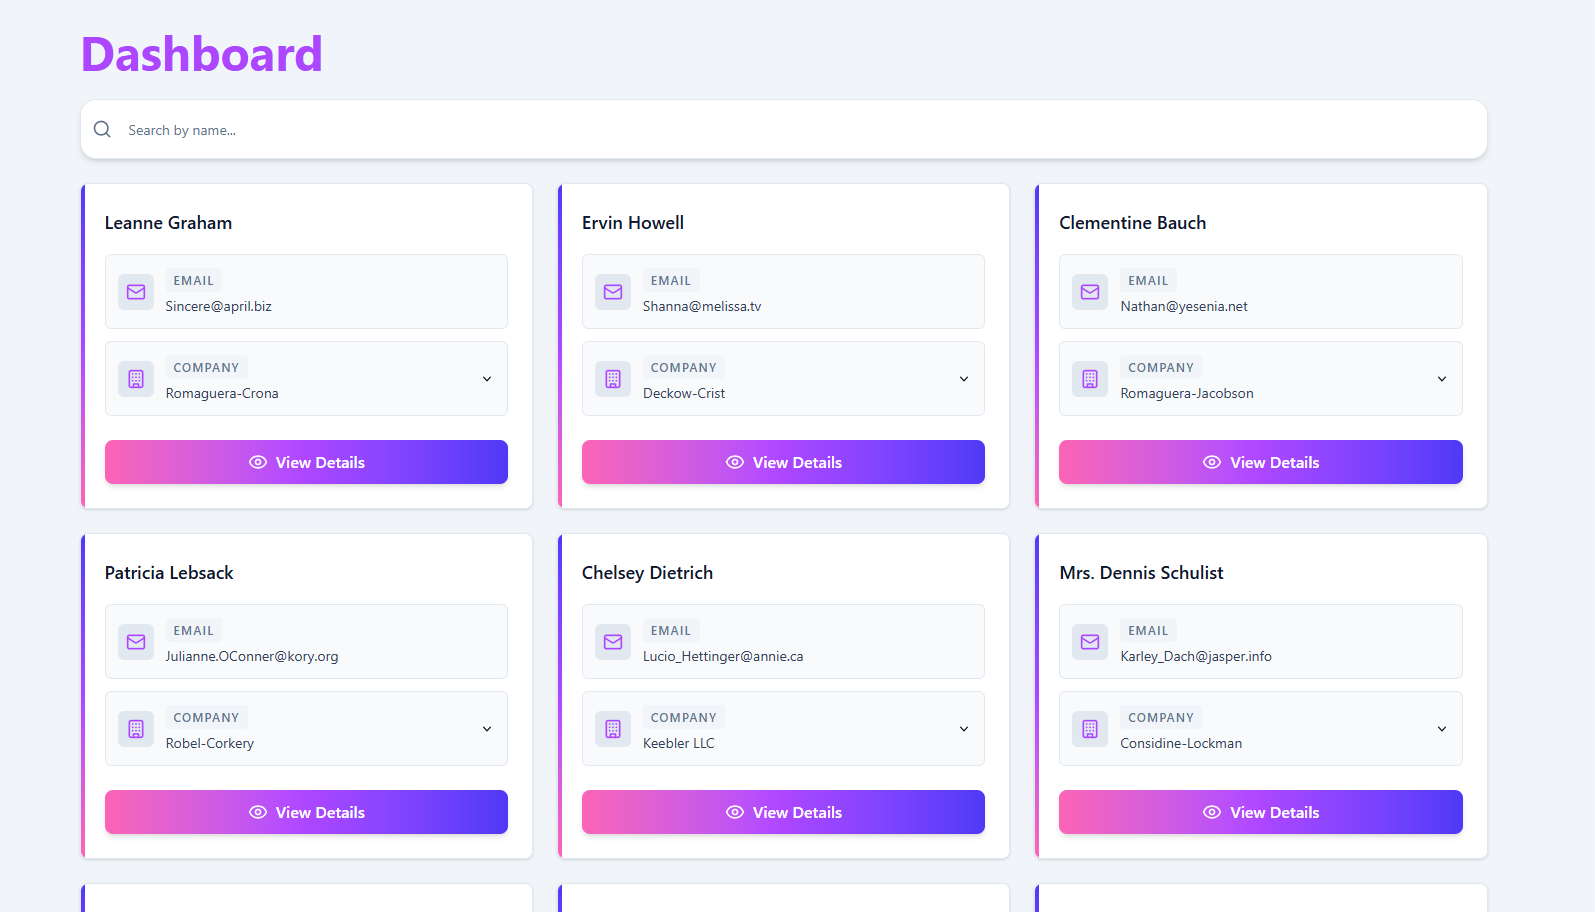 Dashboard
Search by name...
Leanne Graham
EMAIL
Sincere@april.biz
COMPANY
Romaguera-Crona
View Details
Ervin Howell
EMAIL
Shanna@melissa.tv
COMPANY
Deckow-Crist
View Details
Clementine Bauch
EMAIL
Nathan@yesenia.net
COMPANY
Romaguera-Jacobson
View Details
Patricia Lebsack
EMAIL
Julianne.OConner@kory.org
COMPANY
Robel-Corkery
View Details
Chelsey Dietrich
EMAIL
Lucio_Hettinger@annie.ca
COMPANY
Keebler LLC
View Details
Mrs. Dennis Schulist
EMAIL
Karley_Dach@jasper.info
COMPANY
Considine-Lockman
View Details